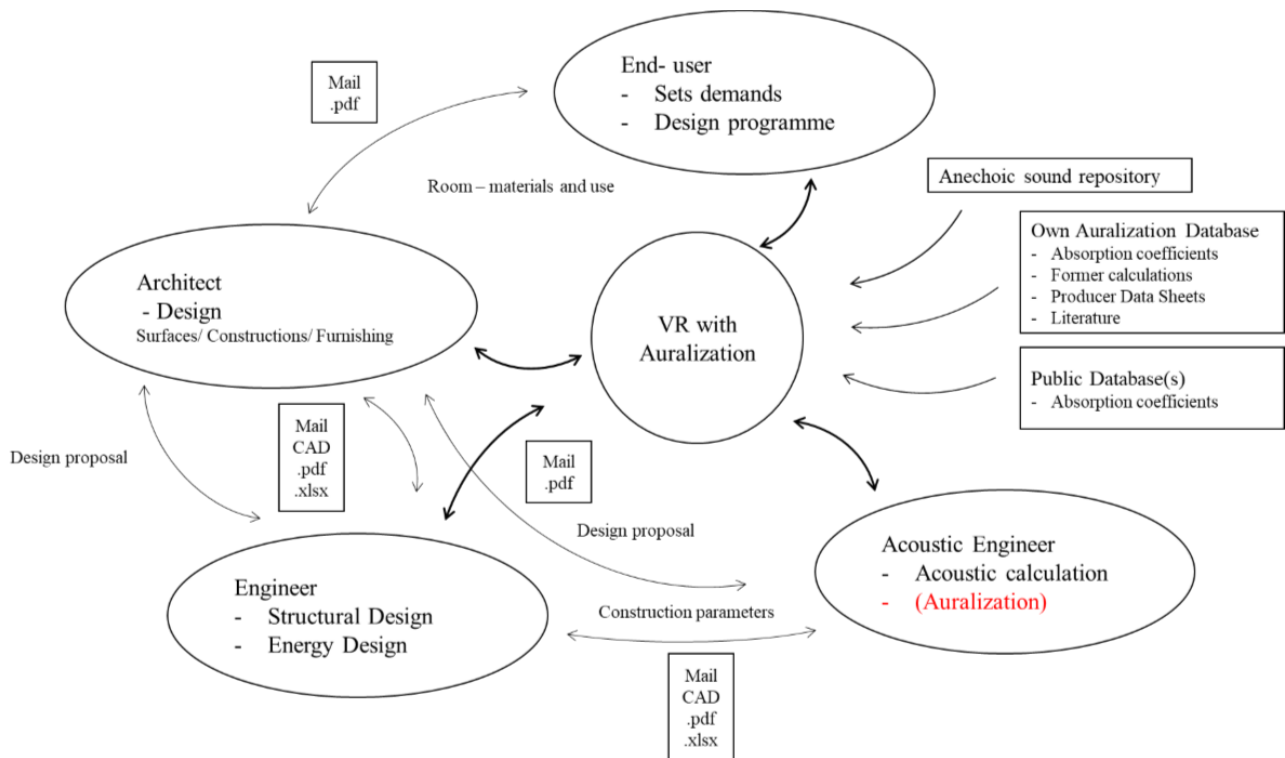 Mail
.pdf
End- user
- Sets demands
- Design programme
Room – materials and use
Anechoic sound repository
Own Auralization Database
- Absorption coefficients
- Former calculations
- Producer Data Sheets
- Literature
Architect
- Design
Surfaces/ Constructions/ Furnishing
VR with
Auralization
Public Database(s)
- Absorption coefficients
Design proposal
Mail
CAD
.pdf
.xlsx
Mail
.pdf
Design proposal
Engineer
- Structural Design
- Energy Design
Construction parameters
Acoustic Engineer
- Acoustic calculation
- (Auralization)
Mail
CAD
.pdf
.xlsx